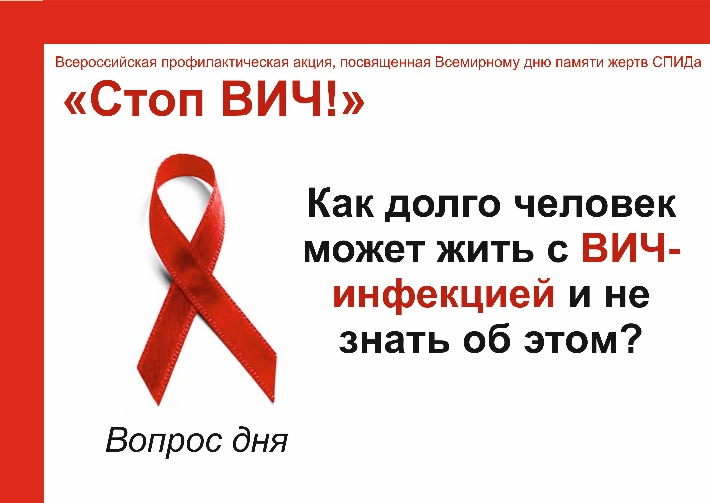 Всероссийская профилактическая акция, посвященная Всемирному дню памяти жертв СПИДа
«Стоп ВИЧ!»
Как долго человек
может жить с ВИЧ-
инфекцией и не
знать об этом?
Вопрос дня